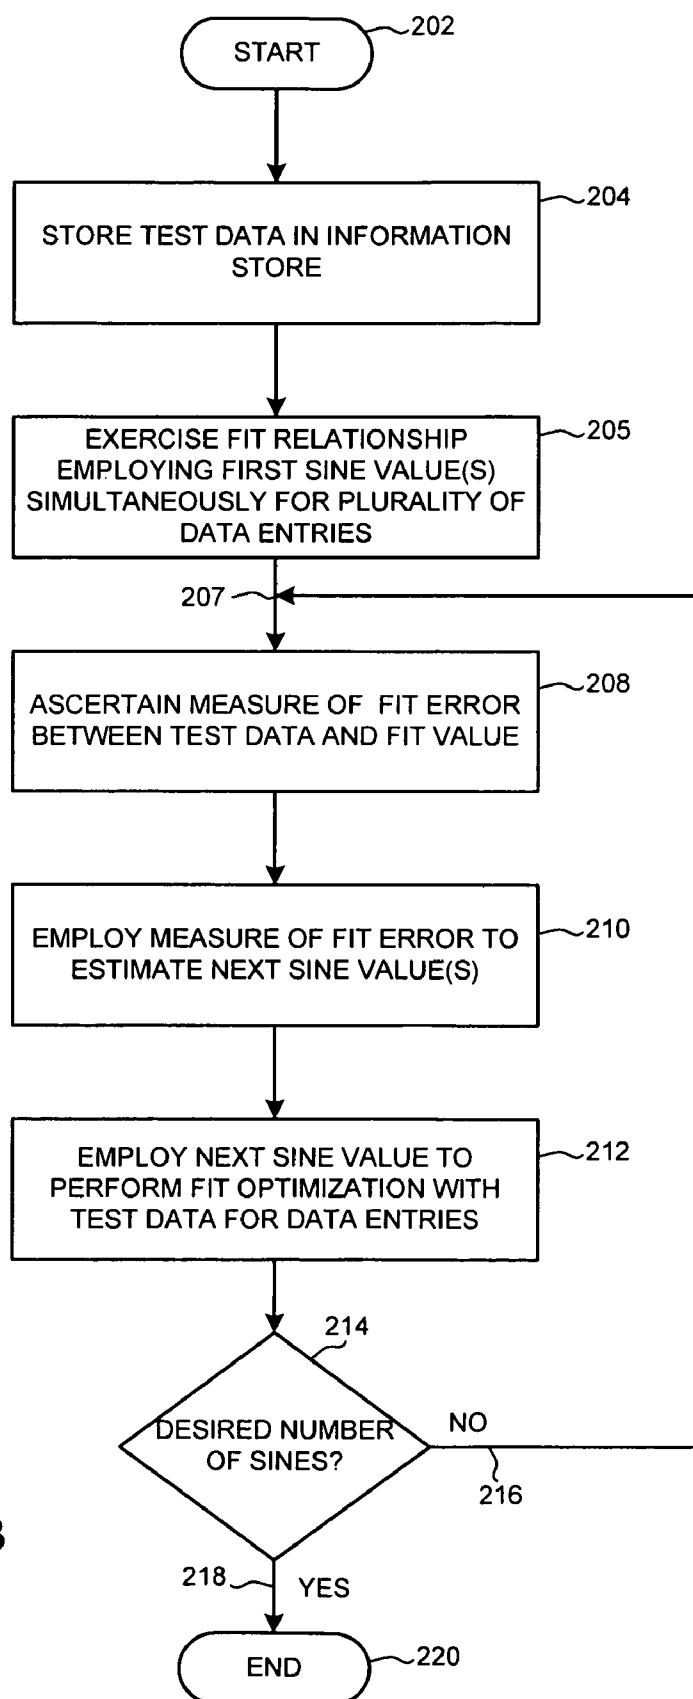 START
202
STORE TEST DATA IN INFORMATION
STORE
204
EXERCISE FIT RELATIONSHIP
EMPLOYING FIRST SINE VALUE(S)
SIMULTANEOUSLY FOR PLURALITY OF
DATA ENTRIES
205
207
ASCERTAIN MEASURE OF FIT ERROR
BETWEEN TEST DATA AND FIT VALUE
208
EMPLOY MEASURE OF FIT ERROR TO
ESTIMATE NEXT SINE VALUE(S)
210
EMPLOY NEXT SINE VALUE TO
PERFORM FIT OPTIMIZATION WITH
TEST DATA FOR DATA ENTRIES
212
214
DESIRED NUMBER
OF SINES?
NO
216
218
YES
END
220